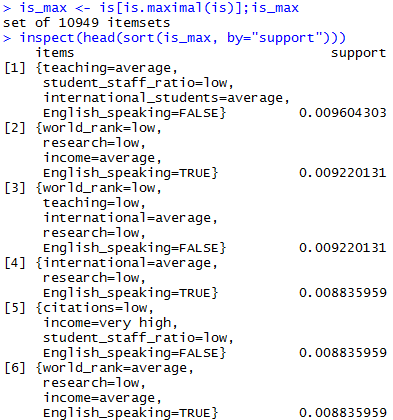 > is_max <- is[is.maximal(is)];is_max
set of 10949 itemsets
> inspect(head(sort(is_max, by="support")))
    items                               support
[1] {teaching=average,
     student_staff_ratio=low,
     international_students=average,
     English_speaking=FALSE}        0.009604303
[2] {world_rank=low,
     research=low,
     income=average,
     English_speaking=TRUE}         0.009220131
[3] {world_rank=low,
     teaching=low,
     international=average,
     research=low,
     English_speaking=FALSE}        0.009220131
[4] {international=average,
     research=low,
     English_speaking=TRUE}         0.008835959
[5] {citations=low,
     income=very high,
     student_staff_ratio=low,
     English_speaking=FALSE}        0.008835959
[6] {world_rank=average,
     research=low,
     income=average,
     English_speaking=TRUE}         0.008835959